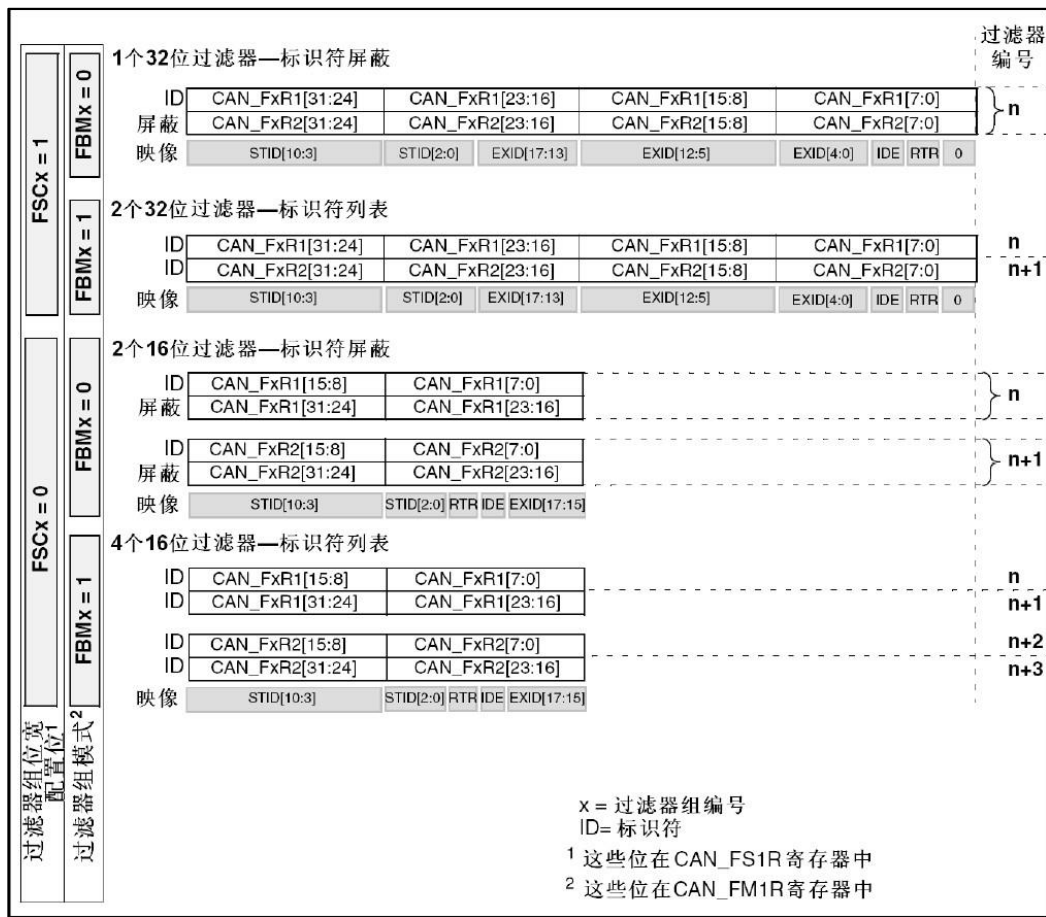 过滤器
编号
1个32位过滤器—标识符屏蔽
ID CAN_FxR1[31:24] CAN_FxR1[23:16] CAN_FxR1[15:8] CAN_FxR1[7:0]
屏蔽 CAN_FxR2[31:24] CAN_FxR2[23:16] CAN_FxR2[15:8] CAN_FxR2[7:0]
n
映像 STID[10:3] STID[2:0] EXID[17:13] EXID[12:5] EXID[4:0] IDE RTR 0
2个32位过滤器—标识符列表
ID CAN_FxR1[31:24] CAN_FxR1[23:16] CAN_FxR1[15:8] CAN_FxR1[7:0] n
ID CAN_FxR2[31:24] CAN_FxR2[23:16] CAN_FxR2[15:8] CAN_FxR2[7:0] n+1
映像 STID[10:3] STID[2:0] EXID[17:13] EXID[12:5] EXID[4:0] IDE RTR 0
2个16位过滤器—标识符屏蔽
ID CAN_FxR1[15:8] CAN_FxR1[7:0]
屏蔽 CAN_FxR1[31:24] CAN_FxR1[23:16]
n
ID CAN_FxR2[15:8] CAN_FxR2[7:0]
屏蔽 CAN_FxR2[31:24] CAN_FxR2[23:16]
n+1
映像 STID[10:3] STID[2:0] RTR IDE EXID[17:15]
4个16位过滤器—标识符列表
ID CAN_FxR1[15:8] CAN_FxR1[7:0] n
ID CAN_FxR1[31:24] CAN_FxR1[23:16] n+1
ID CAN_FxR2[15:8] CAN_FxR2[7:0] n+2
ID CAN_FxR2[31:24] CAN_FxR2[23:16] n+3
映像 STID[10:3] STID[2:0] RTR IDE EXID[17:15]
FSCx = 1
FSCx = 0
FBMx = 0
FBMx = 1
FBMx = 0
FBMx = 1
过滤器组位宽
配置位1
过滤器组模式2
x = 过滤器组编号
ID= 标识符
1 这些位在CAN_FS1R寄存器中
2 这些位在CAN_FM1R寄存器中